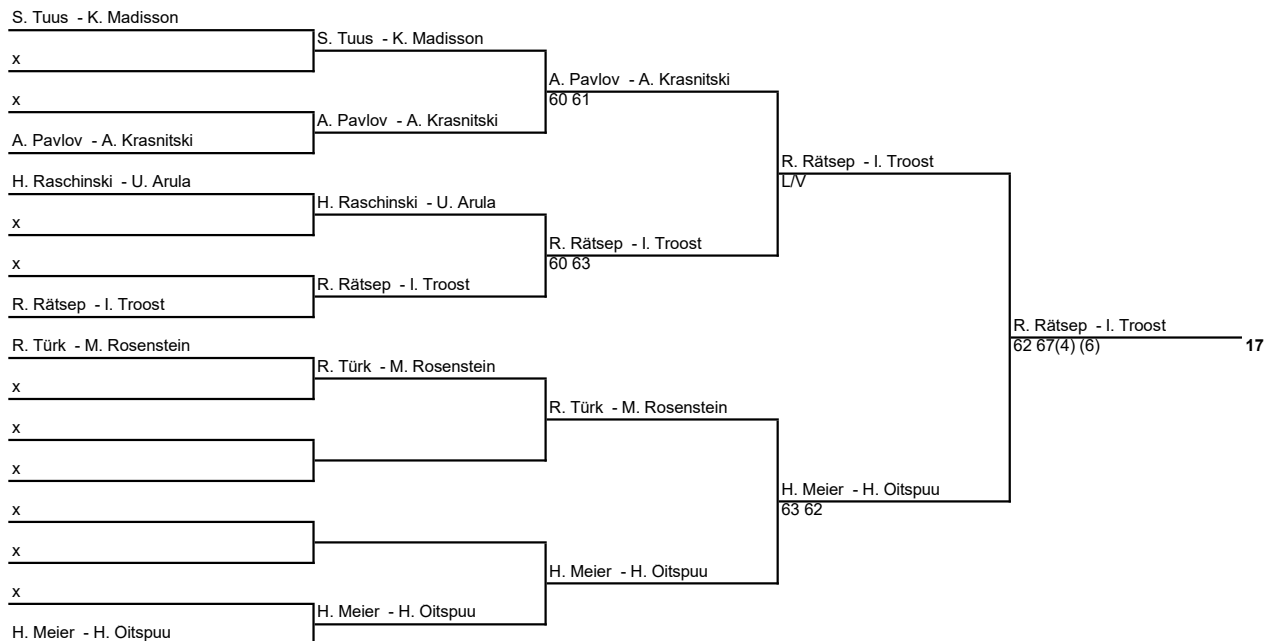 S. Tuus - K. Madisson
S. Tuus - K. Madisson
x
A. Pavlov - A. Krasnitski
60 61
x
A. Pavlov - A. Krasnitski
A. Pavlov - A. Krasnitski
R. Rätsep - I. Troost
L/V
H. Raschinski - U. Arula
H. Raschinski - U. Arula
x
R. Rätsep - I. Troost
60 63
x
R. Rätsep - I. Troost
R. Rätsep - I. Troost
R. Rätsep - I. Troost
62 67(4) (6)
17
R. Türk - M. Rosenstein
R. Türk - M. Rosenstein
x
R. Türk - M. Rosenstein
x
x
H. Meier - H. Oitspuu
63 62
x
x
H. Meier - H. Oitspuu
x
H. Meier - H. Oitspuu
H. Meier - H. Oitspuu